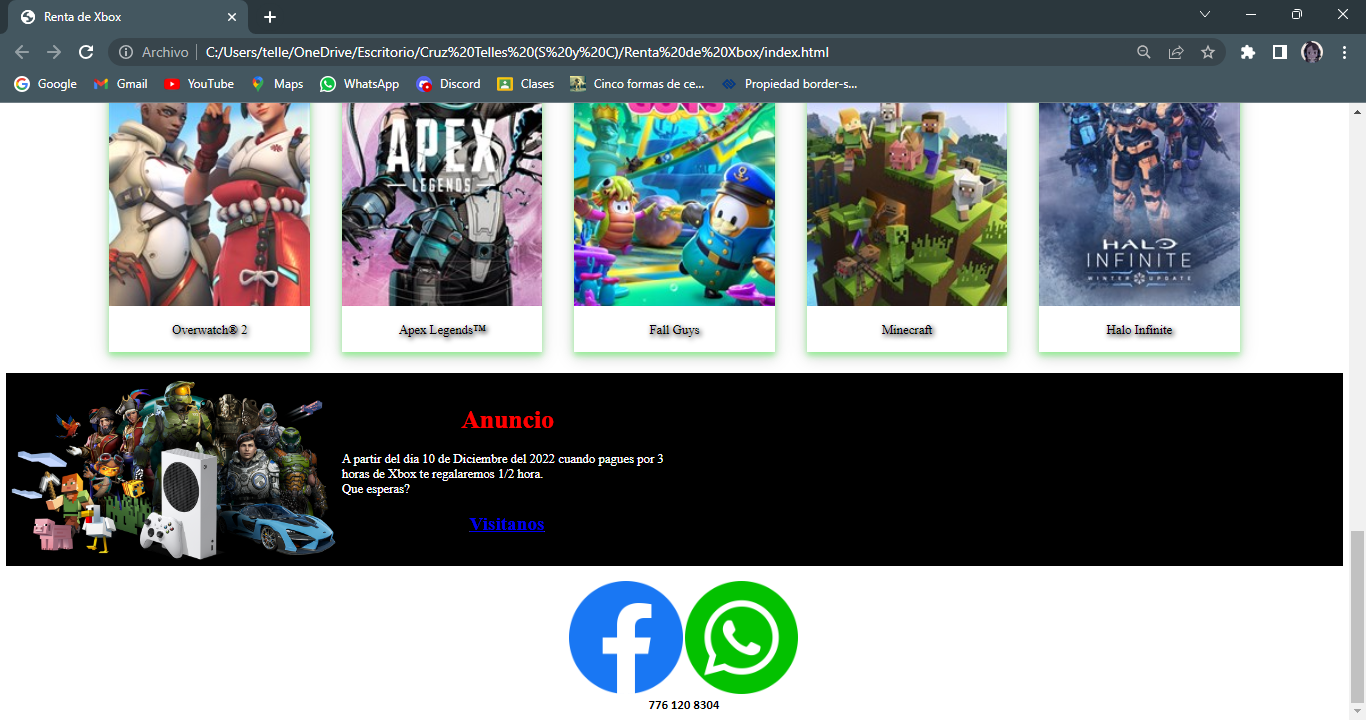 Renta de Xbox
Archivo
C:/Users/telle/OneDrive/Escritorio/Cruz%20Telles%20(S%20y%20C)/Renta%20de%20Xbox/index.html
Google
Gmail
YouTube
Maps
WhatsApp
Discord
Clases
Cinco formas de ce...
Propiedad border-s...
APEX
LEGENDS
GUYS
HALO
INFINITE
WINTER UPDATE
Overwatch® 2
Apex Legends™
Fall Guys
Minecraft
Halo Infinite
Anuncio
A partir del dia 10 de Diciembre del 2022 cuando pagues por 3
horas de Xbox te regalaremos 1/2 hora.
Que esperas?
Visitanos
776 120 8304